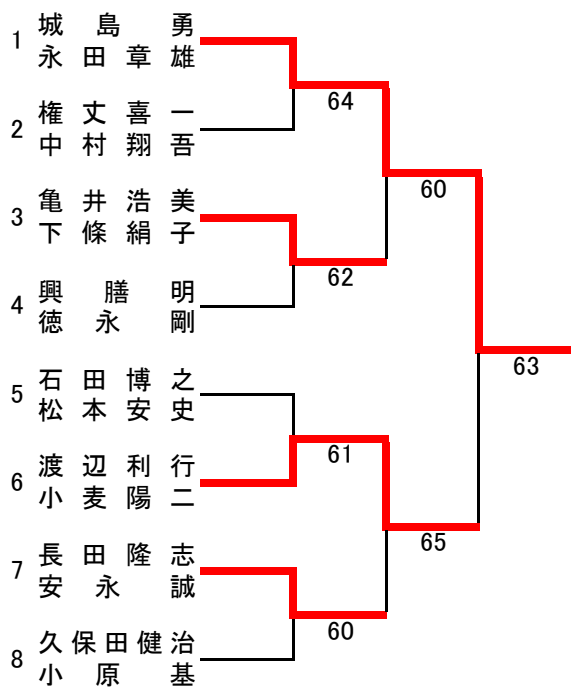 1 城島勇
永田章雄
2 権丈喜一
中村翔吾
3 亀井浩美
下條絹子
4 興膳明
徳永剛
5 石田博之
松本安史
6 渡辺利行
小麦陽二
7 長田隆志
安永誠
8 久保田健治
小原基
64
62
61
60
60
65
63